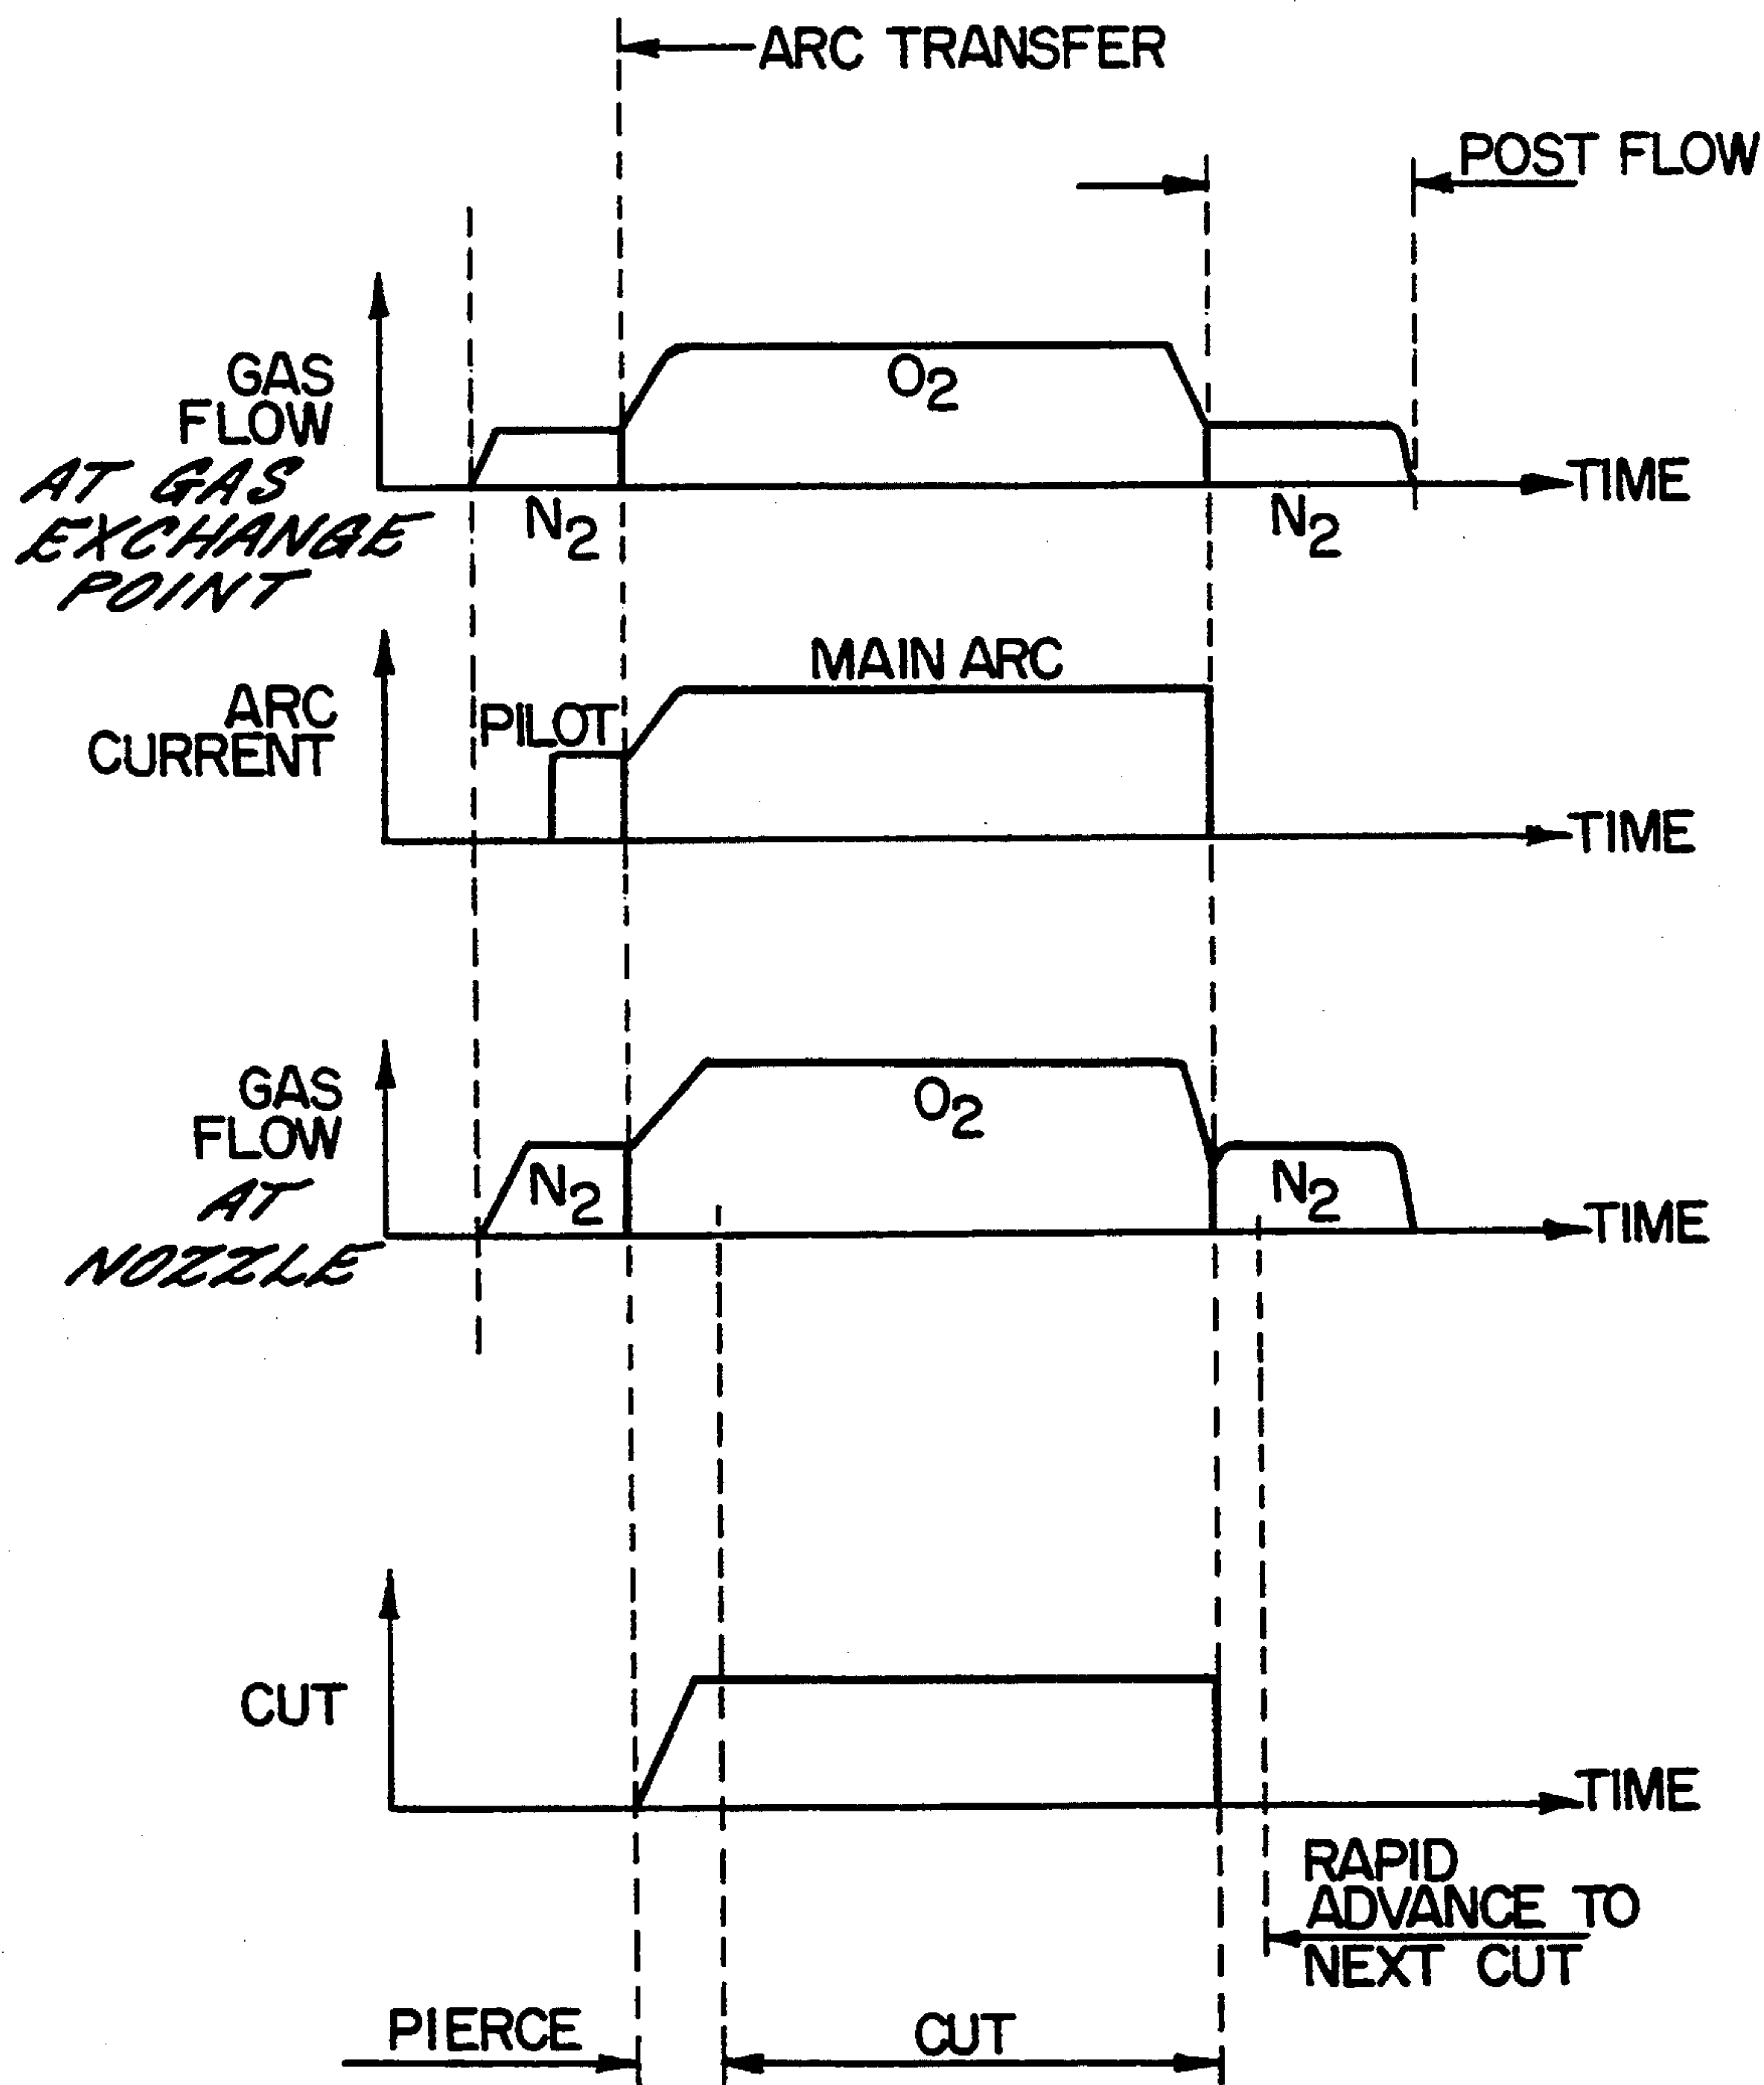 ARC TRANSFER
POST FLOW
GAS
FLOW
AT GAS
EXCHANGE
POINT
O2
N2
N2
TIME
ARC
CURRENT
PILOT
MAIN ARC
TIME
GAS
FLOW
AT
NOZZLE
N2
O2
N2
TIME
CUT
TIME
RAPID
ADVANCE TO
NEXT CUT
PIERCE
CUT